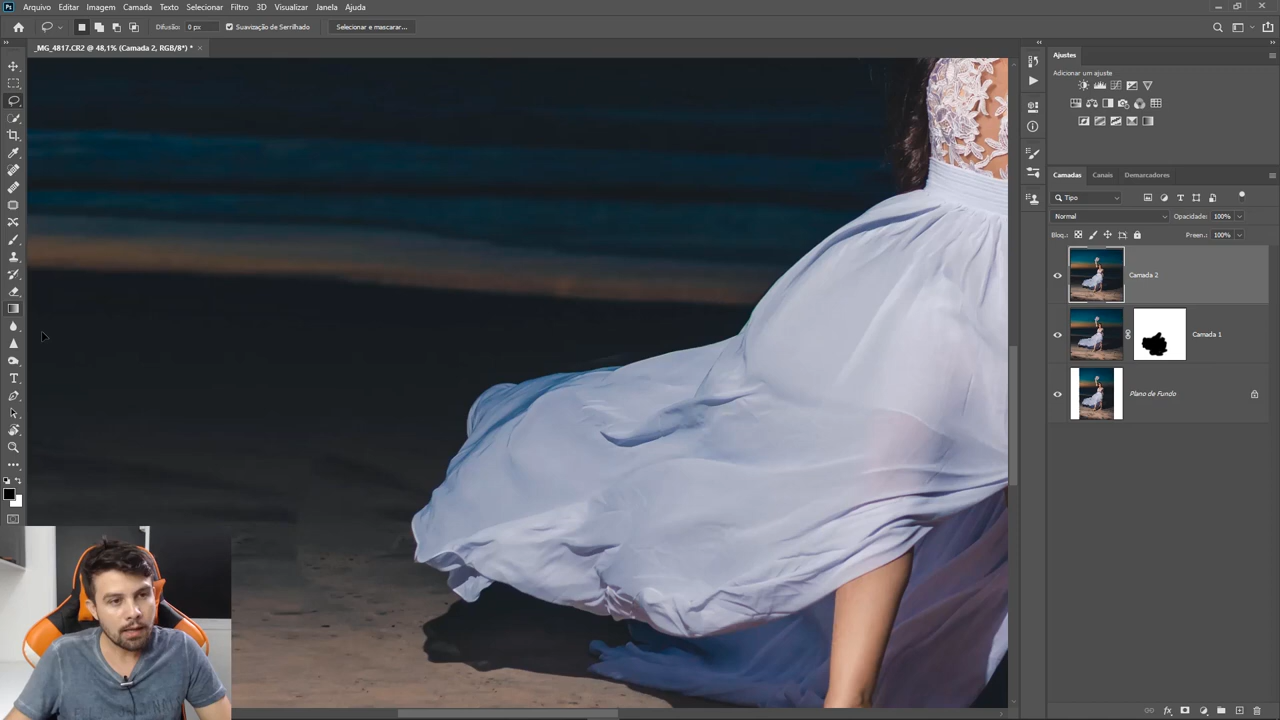 Ps Arquivo Editar Imagem Camada Texto Selecionar Filtro 3D Visualizar Janela Ajuda
Difusão: 0 px Suavização de Serrilhado Selecionar e mascarar...
_MG_4817.CR2 @ 48,1% (Camada 2, RGB/8*) *
Ajustes
Adicionar um ajuste
Camadas Canais Demarcadores
Tipo
Normal Opacidade: 100%
Bloq.: Preen.: 100%
Camada 2
Camada 1
Plano de Fundo